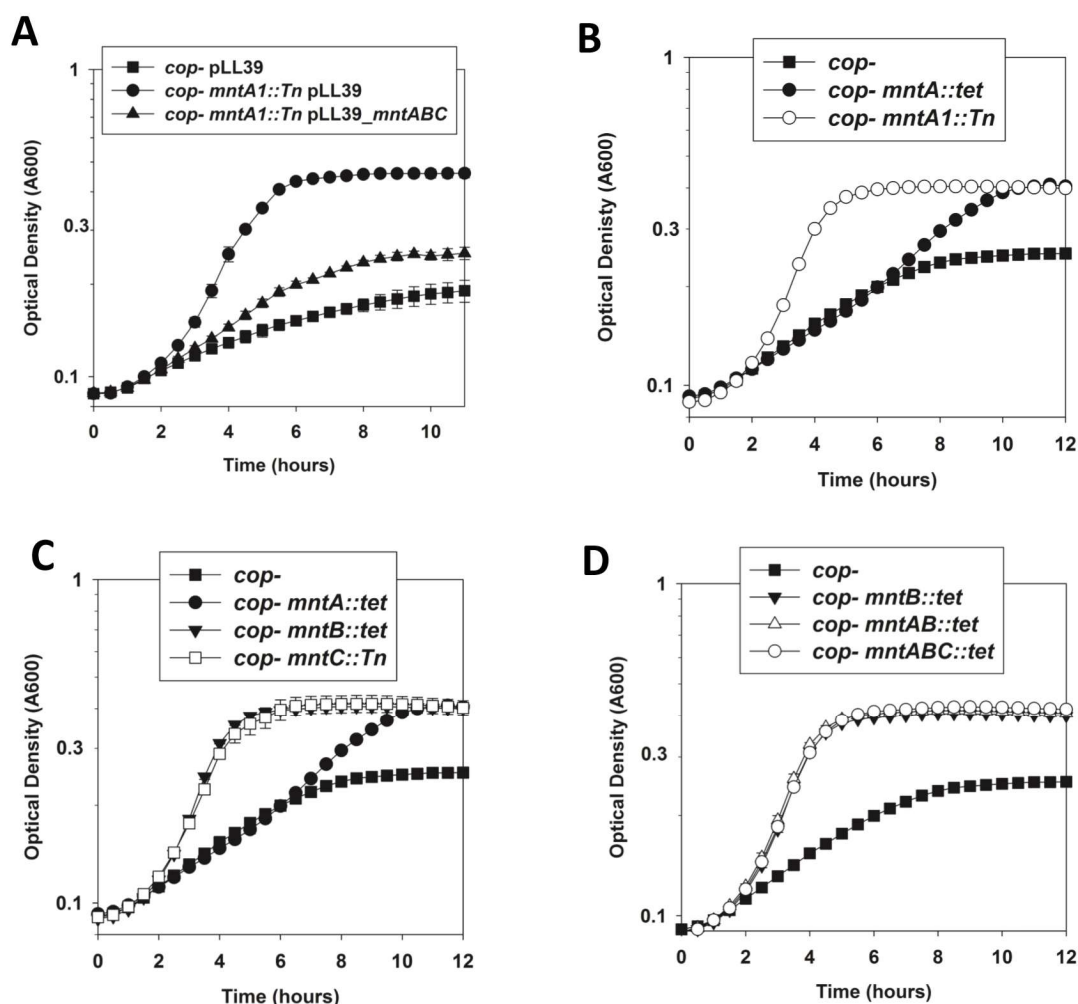 A
cop- pLL39
cop- mntA1::Tn pLL39
cop- mntA1::Tn pLL39_mntABC
1
0.3
0.1
Optical Density (A600)
0 2 4 6 8 10
Time (hours)
B
cop-
cop- mntA::tet
cop- mntA1::Tn
1
0.3
0.1
Optical Denisty (A600)
0 2 4 6 8 10 12
Time (hours)
C
cop-
cop- mntA::tet
cop- mntB::tet
cop- mntC::Tn
1
0.3
0.1
Optical Density (A600)
0 2 4 6 8 10 12
Time (hours)
D
cop-
cop- mntB::tet
cop- mntAB::tet
cop- mntABC::tet
1
0.3
0.1
Optical Density (A600)
0 2 4 6 8 10 12
Time (hours)